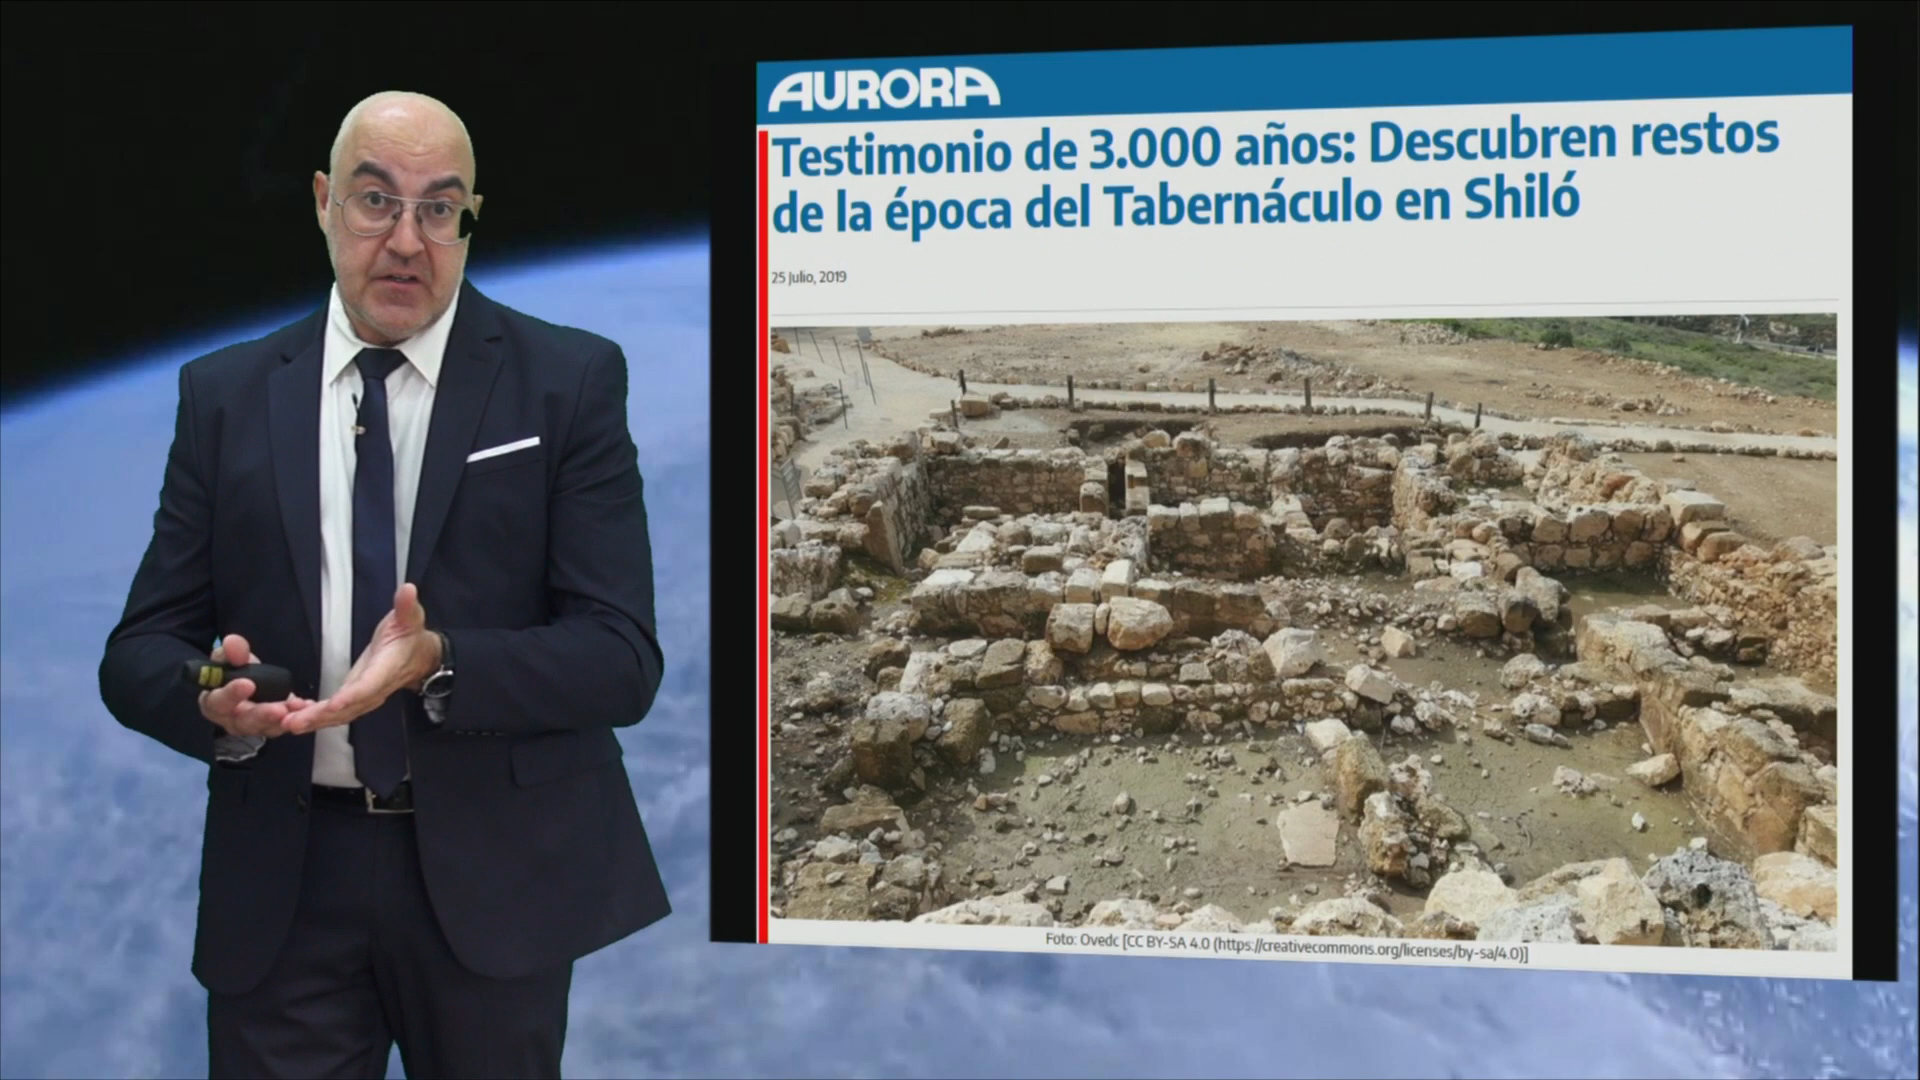 AURORA
Testimonio de 3.000 años: Descubren restos
de la época del Tabernáculo en Shiló
25 Julio, 2019
Foto: Ovedc [CC BY-SA 4.0 (https://creativecommons.org/licenses/by-sa/4.0)]